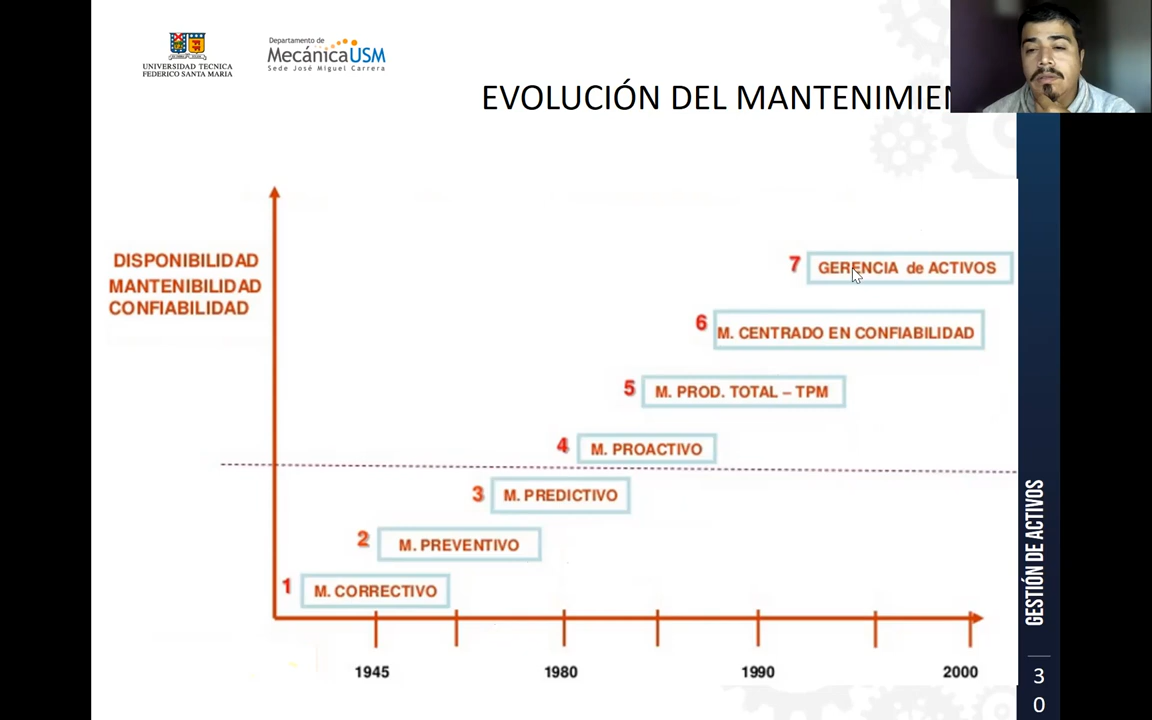 UNIVERSIDAD TECNICA
FEDERICO SANTA MARIA
Departamento de
MecánicaUSM
Sede José Miguel Carrera
EVOLUCIÓN DEL
DISPONIBILIDAD
MANTENIBILIDAD
CONFIABILIDAD
7 GERENCIA de ACTIVOS
6 M. CENTRADO EN CONFIABILIDAD
5 M. PROD. TOTAL – TPM
4 M. PROACTIVO
3 M. PREDICTIVO
2 M. PREVENTIVO
1 M. CORRECTIVO
1945 1980 1990 2000
GESTIÓN DE ACTIVOS
3
0